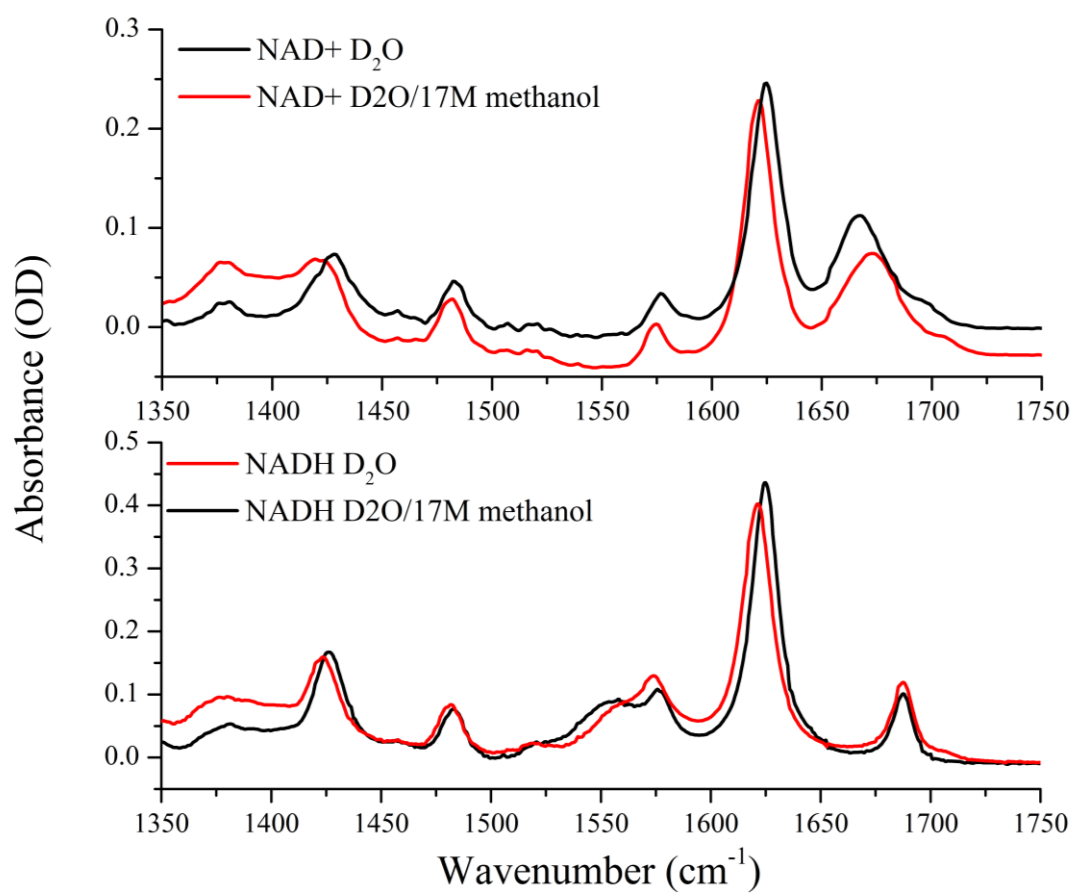 0.3
NAD+ D₂O
NAD+ D2O/17M methanol
0.2
0.1
0.0
1350 1400 1450 1500 1550 1600 1650 1700 1750
Absorbance (OD)
0.5
NADH D₂O
0.4
NADH D2O/17M methanol
0.3
0.2
0.1
0.0
1350 1400 1450 1500 1550 1600 1650 1700 1750
Wavenumber (cm⁻¹)